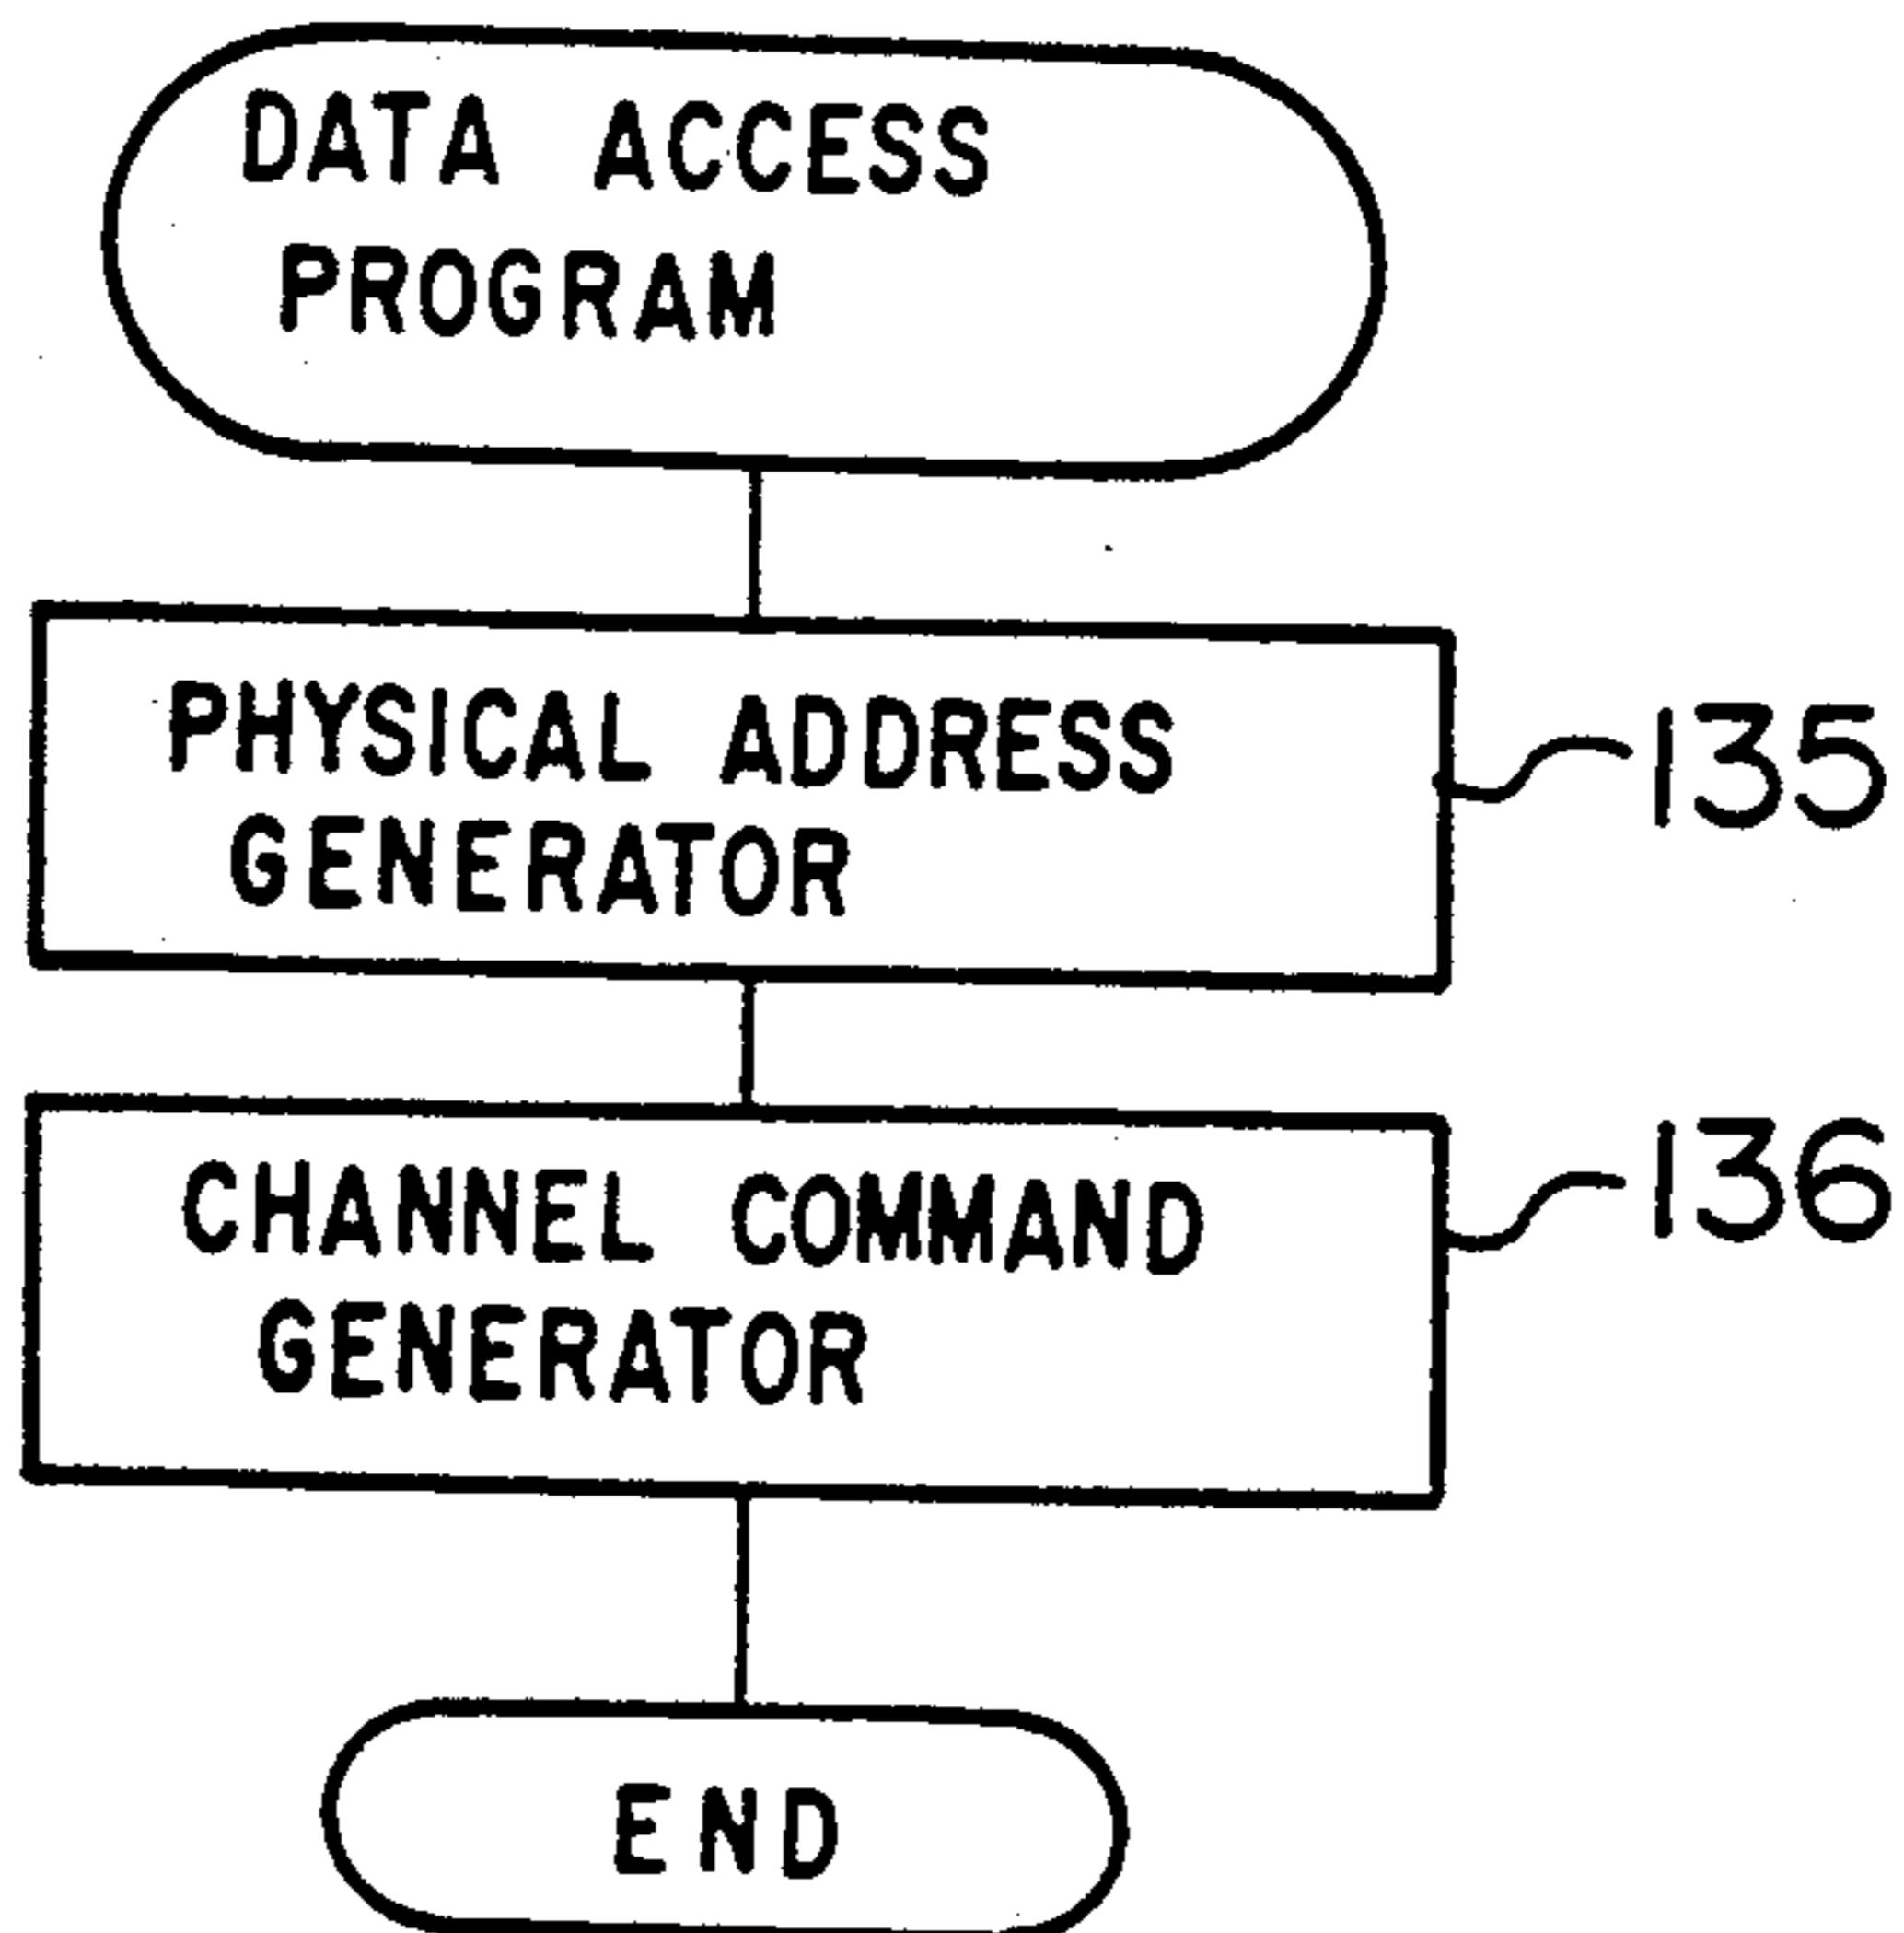 DATA ACCESS
PROGRAM
PHYSICAL ADDRESS
GENERATOR
135
CHANNEL COMMAND
GENERATOR
136
END